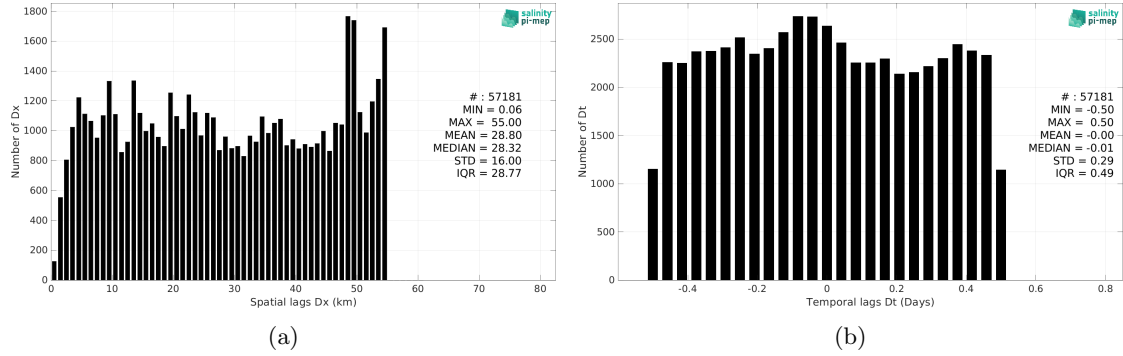 1800
1600
1400
1200
1000
800
600
400
200
0
Number of Dx
salinity
pi-mep
# : 57181
MIN = 0.06
MAX = 55.00
MEAN = 28.80
MEDIAN = 28.32
STD = 16.00
IQR = 28.77
0 10 20 30 40 50 60 70 80
Spatial lags Dx (km)
(a)
2500
2000
1500
1000
500
0
Number of Dt
salinity
pi-mep
# : 57181
MIN = -0.50
MAX = 0.50
MEAN = -0.00
MEDIAN = -0.01
STD = 0.29
IQR = 0.49
-0.4 -0.2 0 0.2 0.4 0.6 0.8
Temporal lags Dt (Days)
(b)